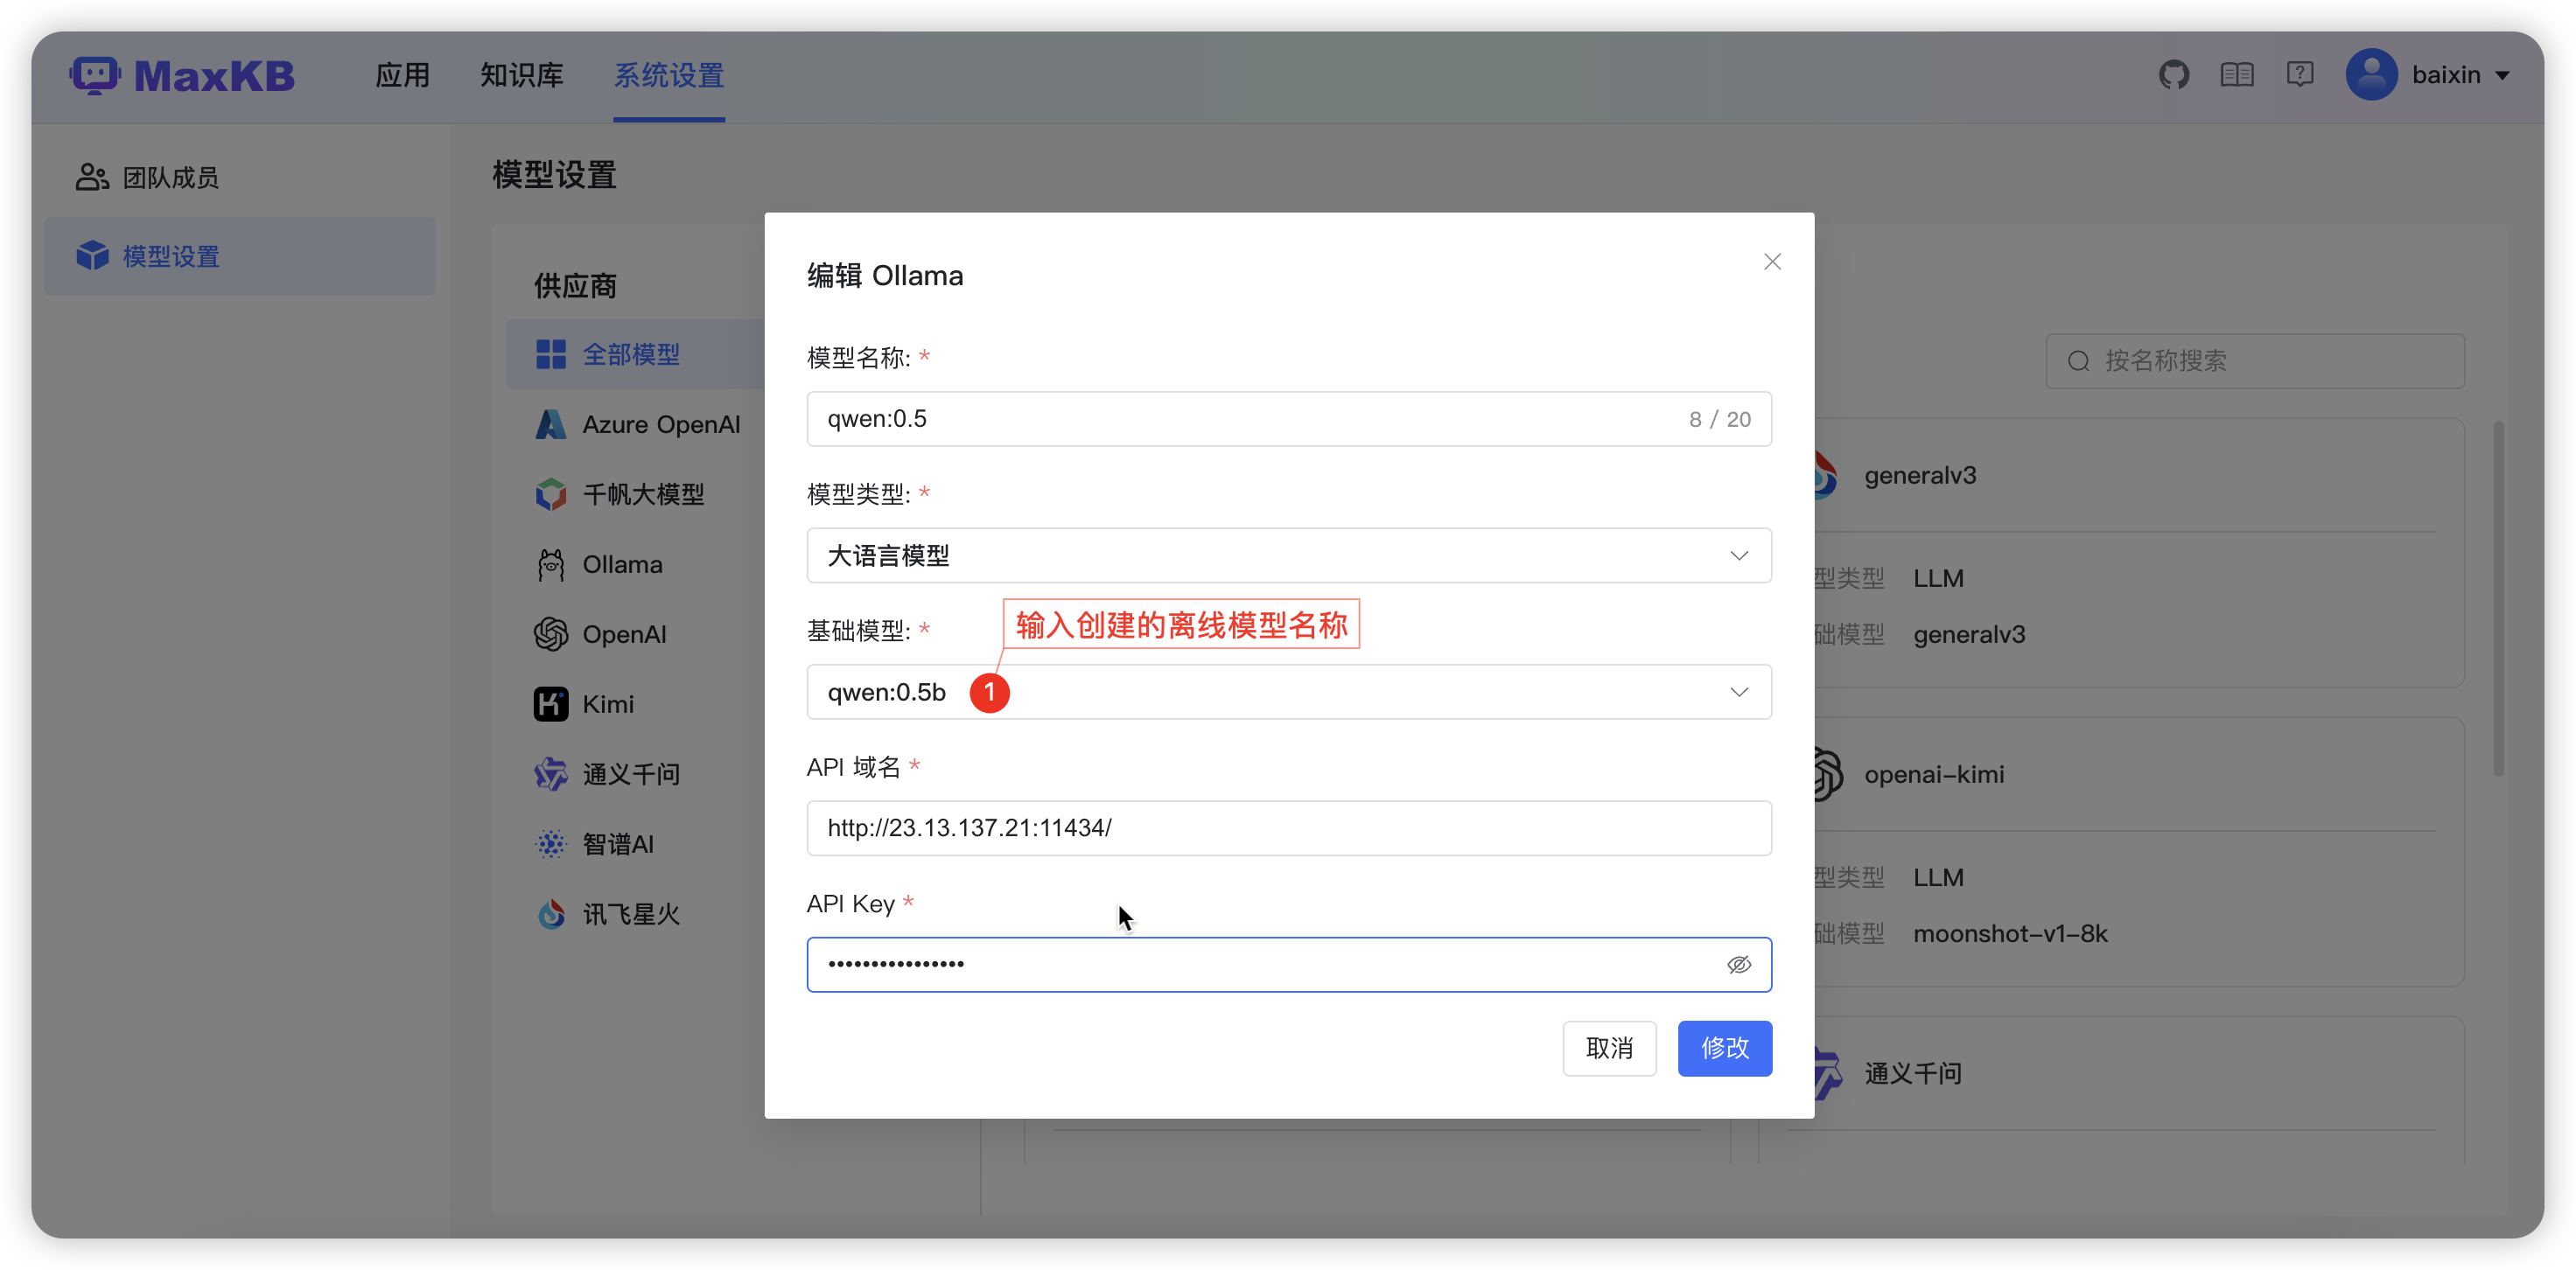 MaxKB
应用
知识库
系统设置
baixin
团队成员
模型设置
模型设置
供应商
全部模型
Azure OpenAI
千帆大模型
Ollama
OpenAI
Kimi
通义千问
智谱AI
讯飞星火
编辑 Ollama
模型名称: *
qwen:0.5
8 / 20
模型类型: *
大语言模型
基础模型: *
输入创建的离线模型名称
qwen:0.5b
1
API 域名 *
http://23.13.137.21:11434/
API Key *
••••••••••••••••
取消
修改
按名称搜索
generalv3
型类型 LLM
础模型 generalv3
openai-kimi
型类型 LLM
础模型 moonshot-v1-8k
通义千问